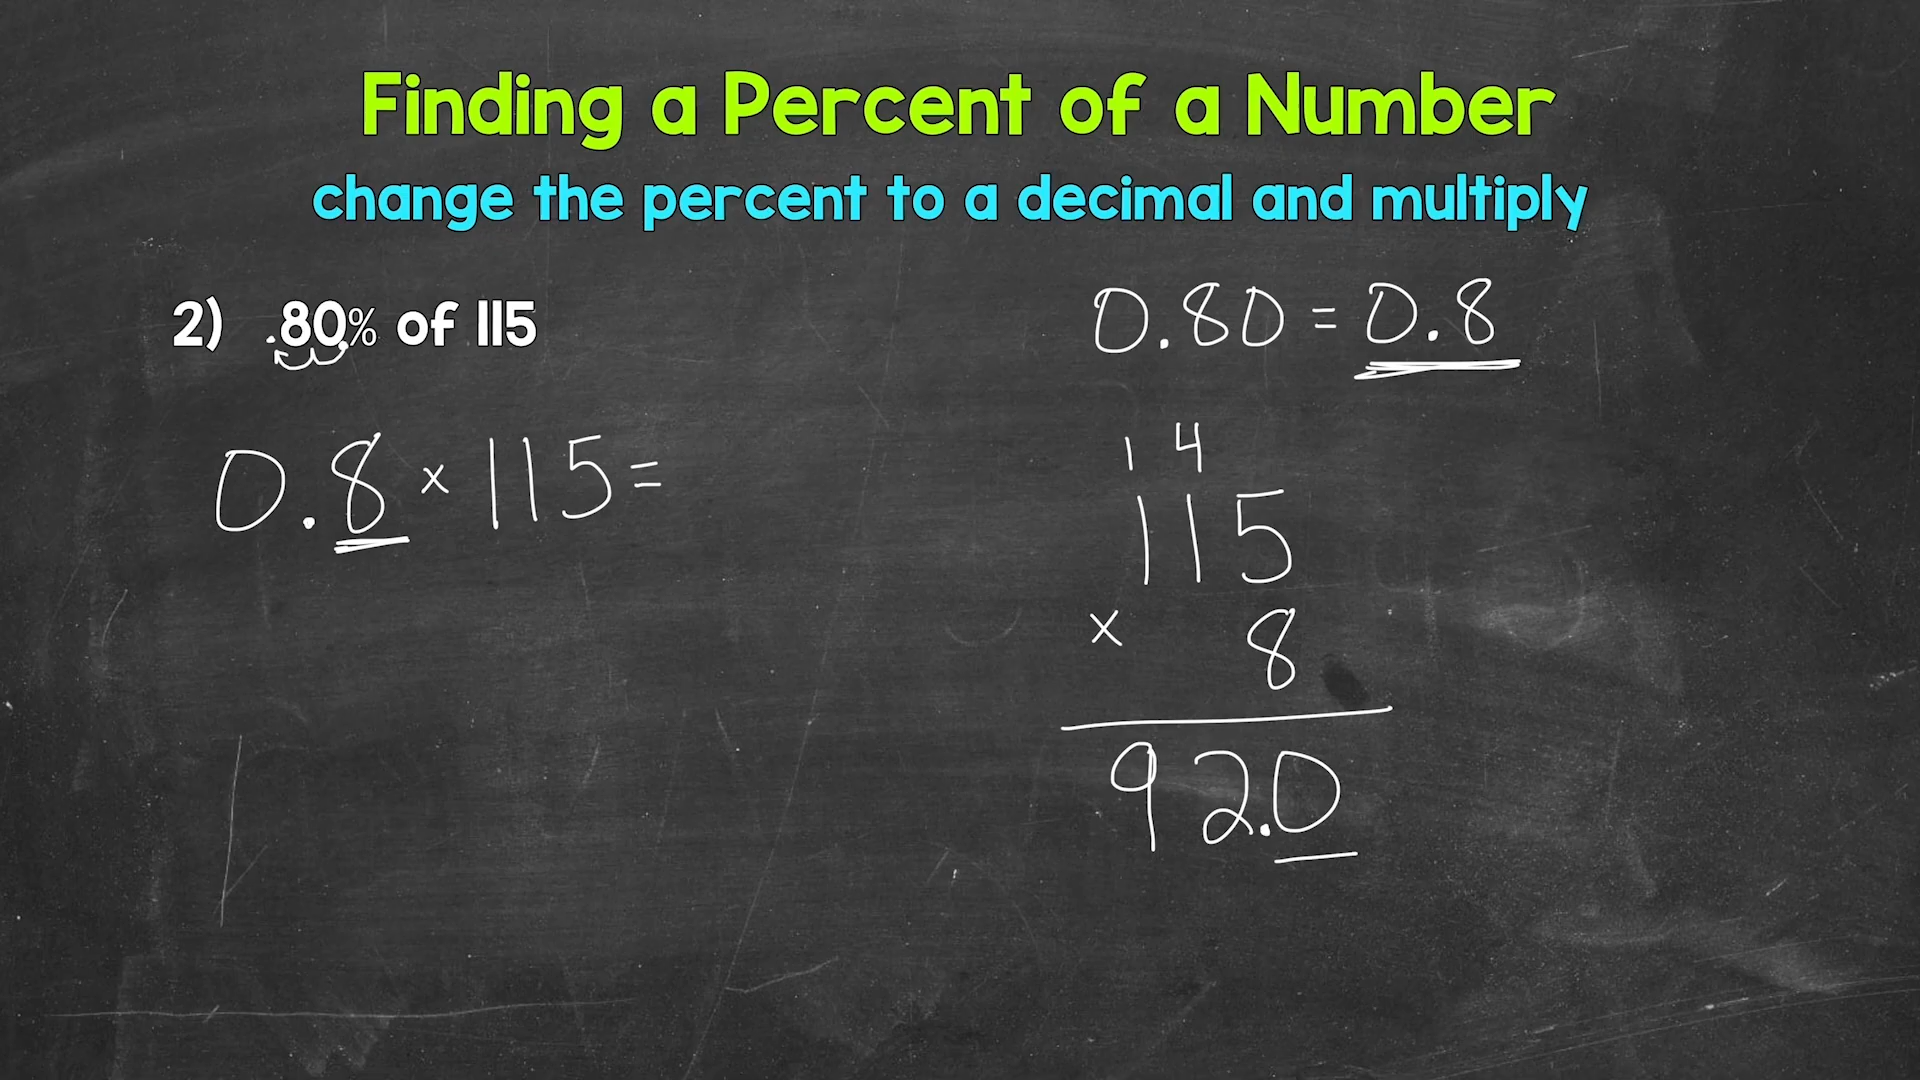 Finding a Percent of a Number
change the percent to a decimal and multiply
2) .80.% of 115
0.80 = 0.8
0.8 × 115 =
1 4
115
× 8
92.0